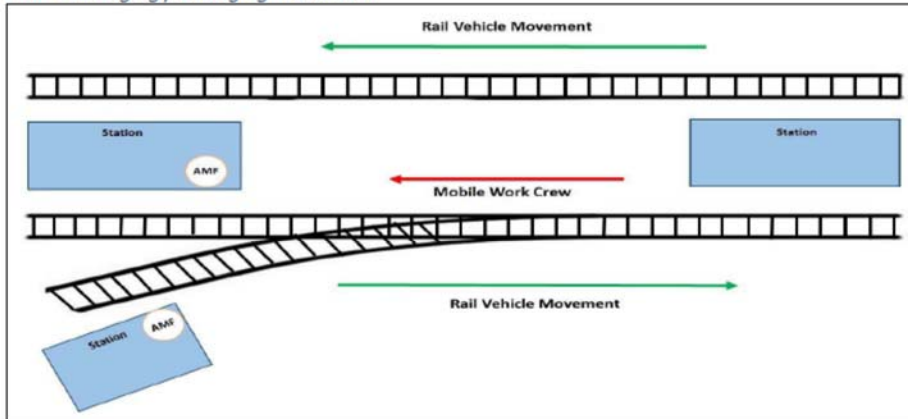 Rail Vehicle Movement
Station
Station
AMF
Mobile Work Crew
Rail Vehicle Movement
Station
AMF